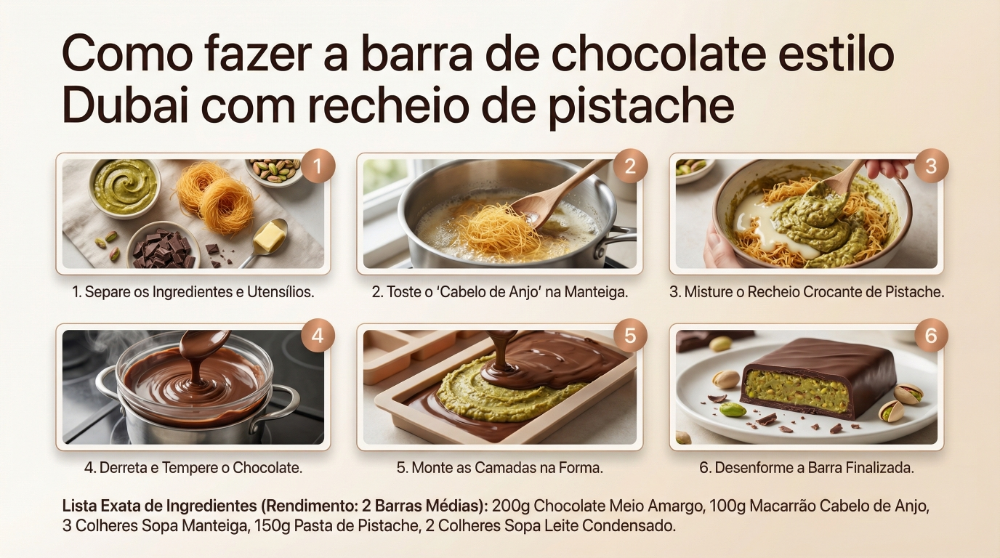 Como fazer a barra de chocolate estilo
Dubai com recheio de pistache
1
2
3
1. Separe os Ingredientes e Utensílios.
2. Toste o ‘Cabelo de Anjo’ na Manteiga.
3. Misture o Recheio Crocante de Pistache.
4
5
6
4. Derreta e Tempere o Chocolate.
5. Monte as Camadas na Forma.
6. Desenforme a Barra Finalizada.
Lista Exata de Ingredientes (Rendimento: 2 Barras Médias): 200g Chocolate Meio Amargo, 100g Macarrão Cabelo de Anjo,
3 Colheres Sopa Manteiga, 150g Pasta de Pistache, 2 Colheres Sopa Leite Condensado.